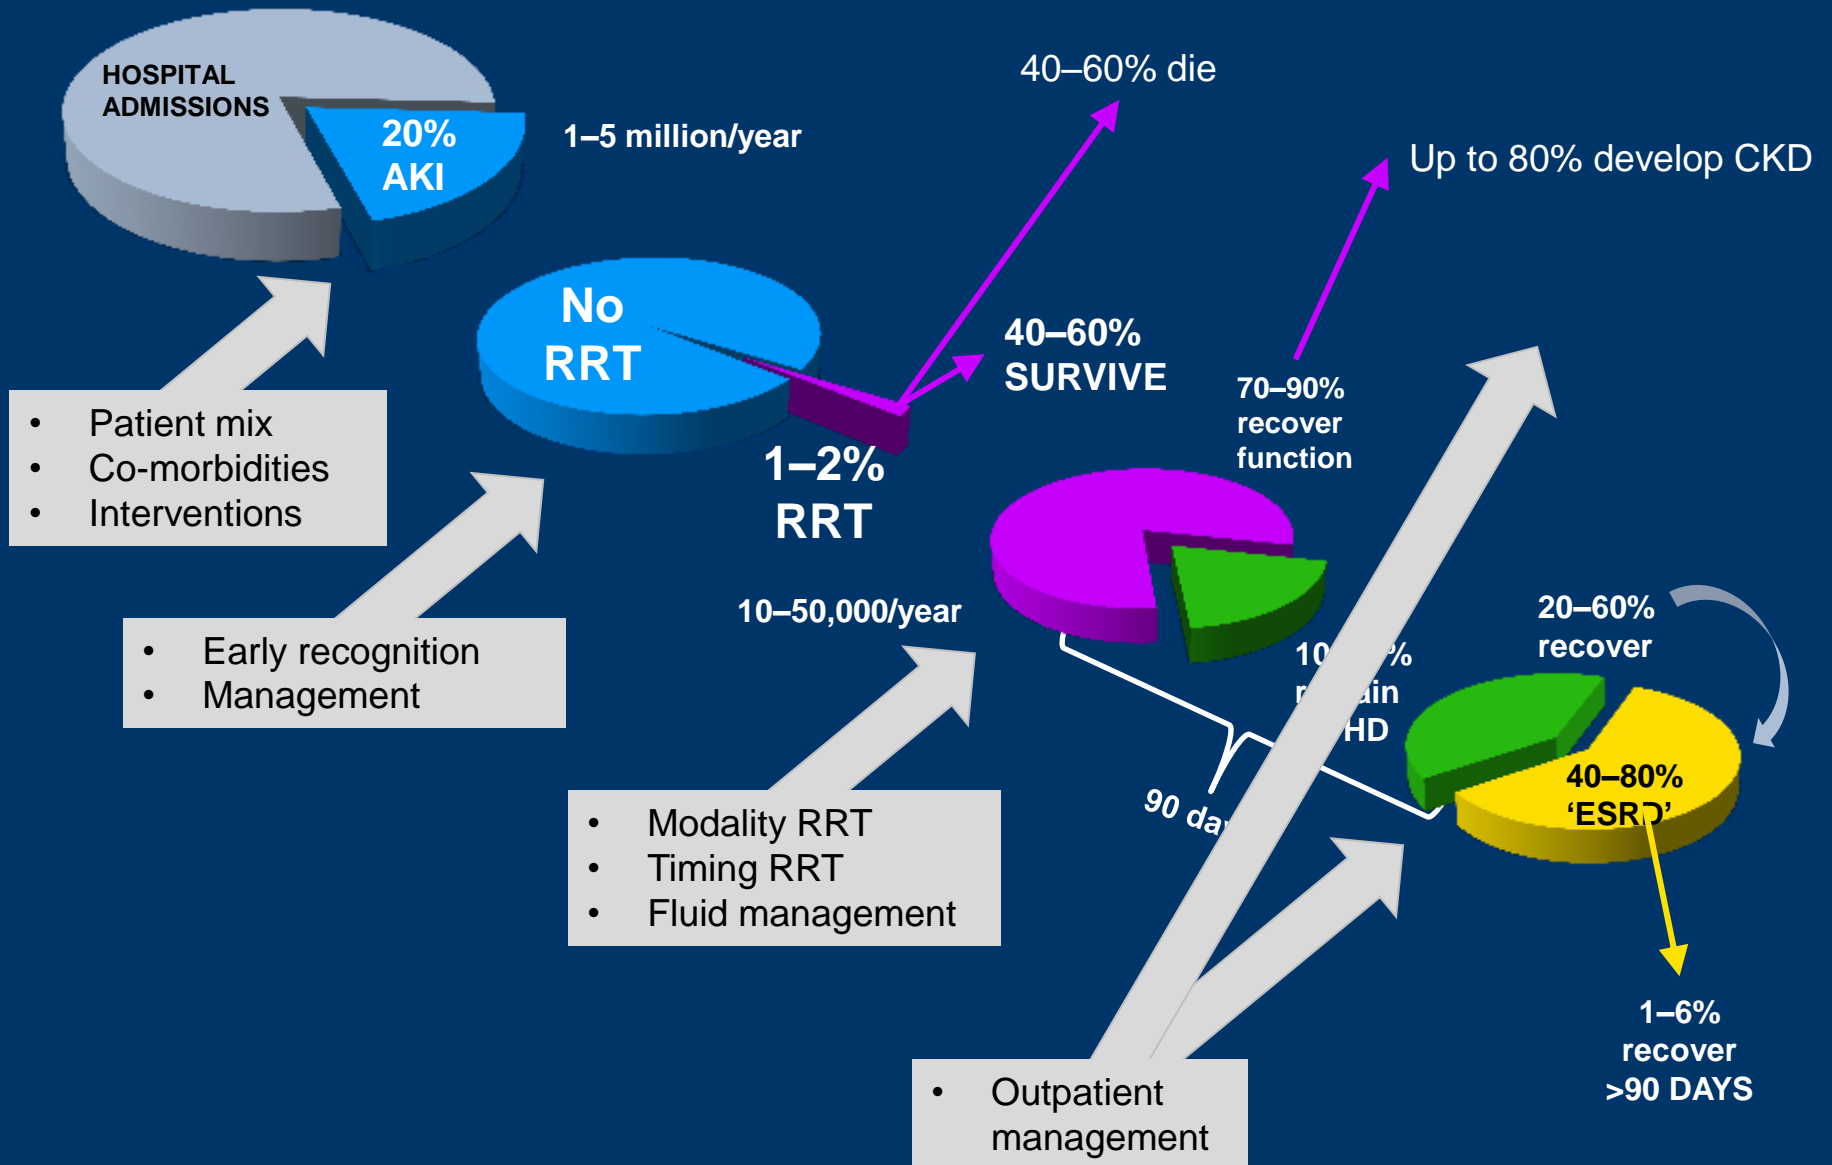 HOSPITAL
ADMISSIONS
20%
AKI
1–5 million/year
40–60% die
Up to 80% develop CKD
No
RRT
40–60%
SURVIVE
1–2%
RRT
70–90%
recover
function
• Patient mix
• Co-morbidities
• Interventions
10–50,000/year
• Early recognition
• Management
20–60%
recover
HD
90
40–80%
‘ESRD’
• Modality RRT
• Timing RRT
• Fluid management
1–6%
recover
>90 DAYS
• Outpatient
management